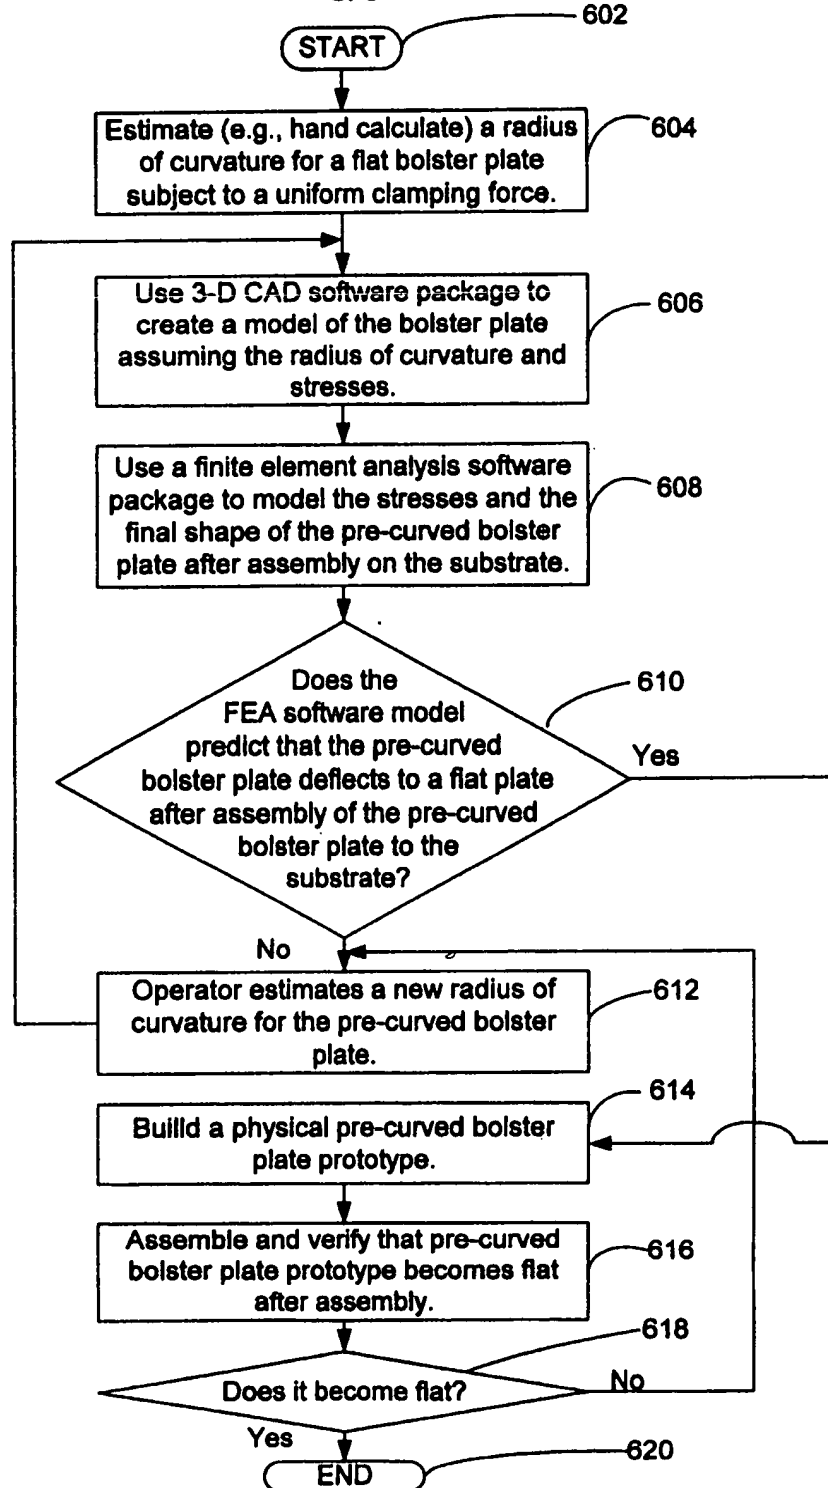 START
602
Estimate (e.g., hand calculate) a radius
of curvature for a flat bolster plate
subject to a uniform clamping force.
604
Use 3-D CAD software package to
create a model of the bolster plate
assuming the radius of curvature and
stresses.
606
Use a finite element analysis software
package to model the stresses and the
final shape of the pre-curved bolster
plate after assembly on the substrate.
608
Does the
FEA software model
predict that the pre-curved
bolster plate deflects to a flat plate
after assembly of the pre-curved
bolster plate to the
substrate?
610
Yes
No
Operator estimates a new radius of
curvature for the pre-curved bolster
plate.
612
Builld a physical pre-curved bolster
plate prototype.
614
Assemble and verify that pre-curved
bolster plate prototype becomes flat
after assembly.
616
Does it become flat?
618
No
Yes
END
620